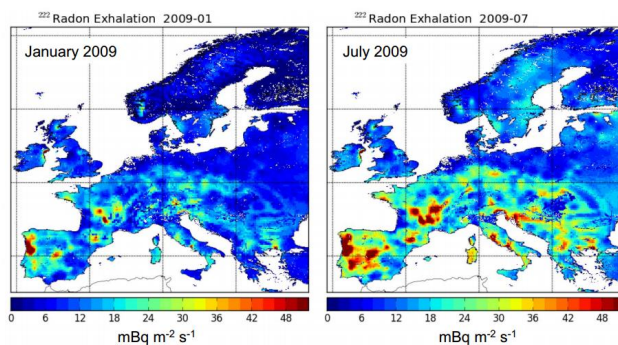 ²²² Radon Exhalation 2009-01
January 2009
0 6 12 18 24 30 36 42 48
mBq m⁻² s⁻¹
²²² Radon Exhalation 2009-07
July 2009
0 6 12 18 24 30 36 42 48
mBq m⁻² s⁻¹